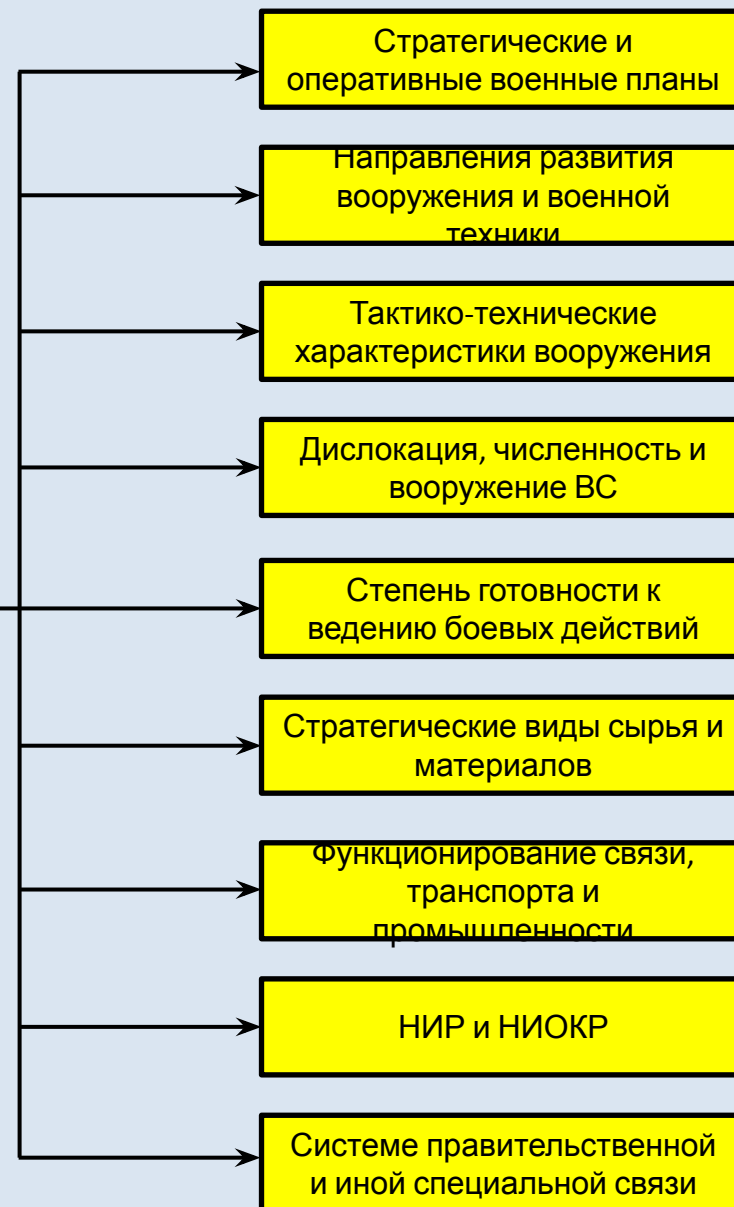 Стратегические и
оперативные военные планы
Направления развития
вооружения и военной
техники
Тактико-технические
характеристики вооружения
Дислокация, численность и
вооружение ВС
Степень готовности к
ведению боевых действий
Стратегические виды сырья и
материалов
Функционирование связи,
транспорта и
промышленности
НИР и НИОКР
Системе правительственной
и иной специальной связи